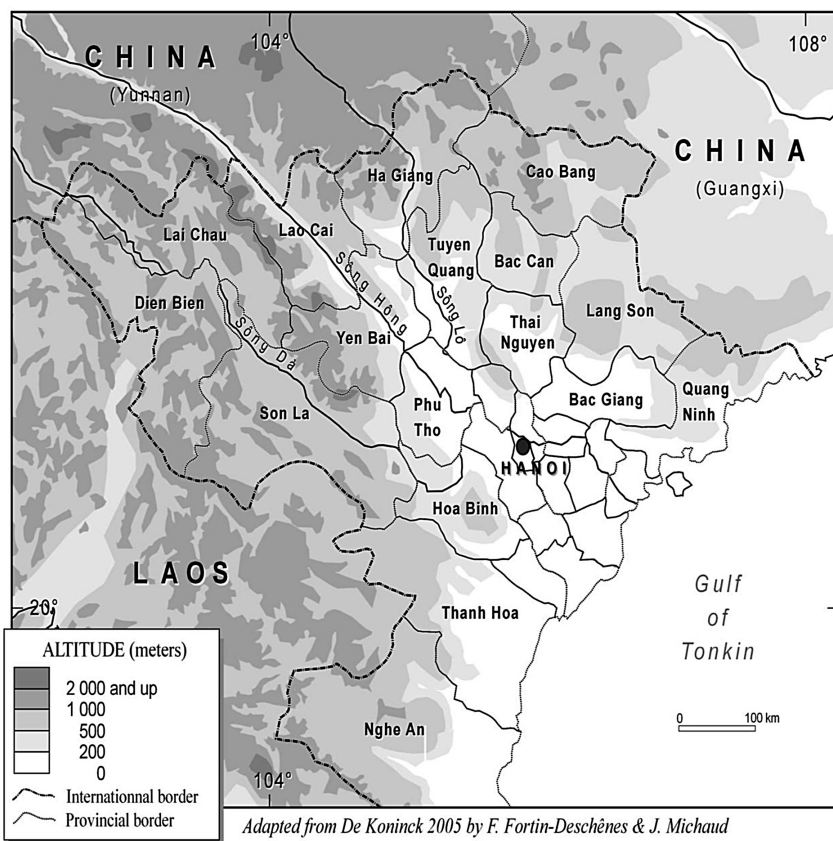 104°
108°
CHINA
(Yunnan)
CHINA
(Guangxi)
Ha Giang
Cao Bang
Lai Chau
Lao Cai
Tuyen
Quang
Bac Can
Sông Hông
Sông Lô
Dien Bien
Sông Dá
Yen Bai
Thai
Nguyen
Lang Son
Son La
Phu
Tho
Bac Giang
Quang
Ninh
HANOI
Hoa Binh
LAOS
Gulf
of
Tonkin
20°
Thanh Hoa
Nghe An
0 100 km
104°
ALTITUDE (meters)
2 000 and up
1 000
500
200
0
Internationnal border
Provincial border
Adapted from De Koninck 2005 by F. Fortin-Deschênes & J. Michaud